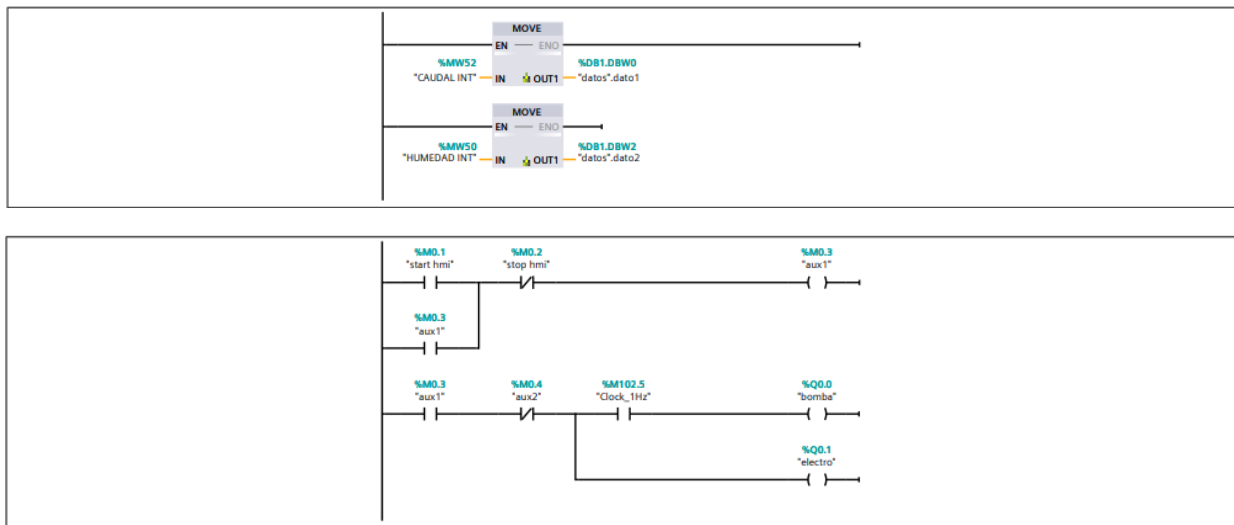 MOVE
EN ENO
%MW52 %DB1.DBW0
"CAUDAL INT" IN OUT1 "datos".dato1
MOVE
EN ENO
%MW50 %DB1.DBW2
"HUMEDAD INT" IN OUT1 "datos".dato2
%M0.1 %M0.2 %M0.3
"start hmi" "stop hmi" "aux1"
%M0.3
"aux1"
%M0.3 %M0.4 %M102.5 %Q0.0
"aux1" "aux2" "Clock_1Hz" "bomba"
%Q0.1
"electro"